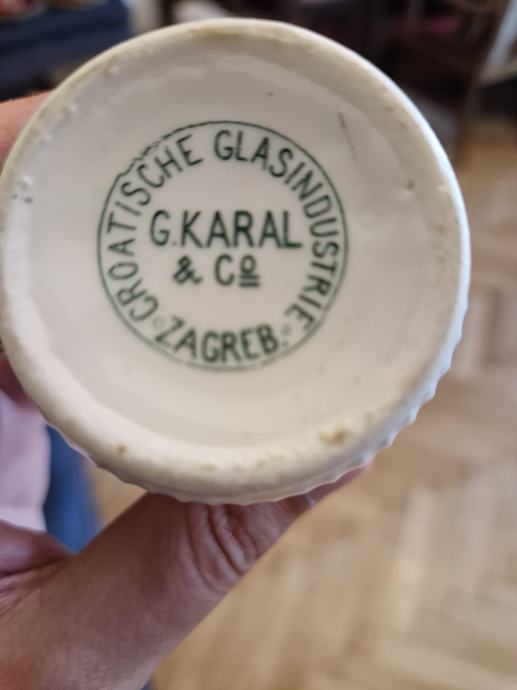 CROATISCHE GLASINDUSTRIE
G.KARAL
& Cº
ZAGREB.